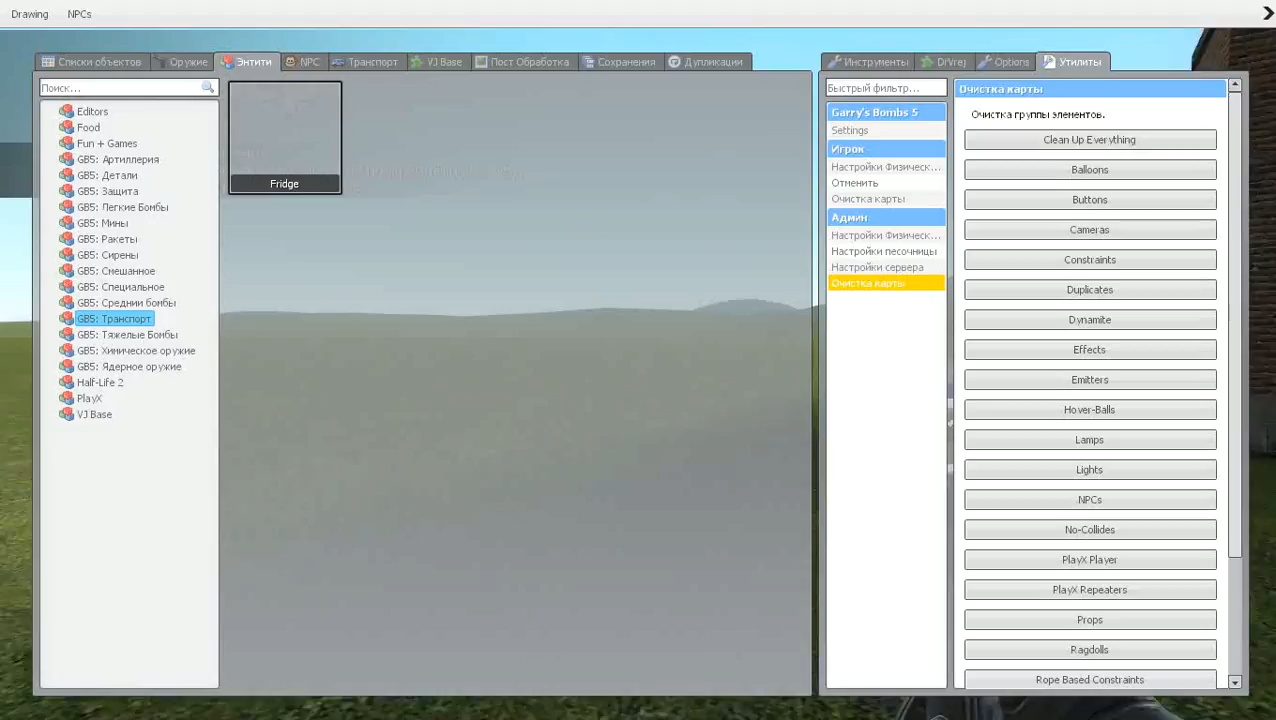 Drawing
NPCs
Списки объектов
Оружие
Энтити
NPC
Транспорт
VJ Base
Пост Обработка
Сохранения
Дупликации
Инструменты
DrVrej
Options
Утилиты
Поиск...
Editors
Food
Fun + Games
GB5: Артиллерия
GB5: Детали
GB5: Защита
GB5: Легкие Бомбы
GB5: Мины
GB5: Ракеты
GB5: Сирены
GB5: Смешанное
GB5: Специальное
GB5: Среднии бомбы
GB5: Транспорт
GB5: Тяжелые Бомбы
GB5: Химическое оружие
GB5: Ядерное оружие
Half-Life 2
PlayX
VJ Base
Fridge
Быстрый фильтр...
Garry's Bombs 5
Settings
Игрок
Настройки Физическ...
Отменить
Очистка карты
Админ
Настройки Физическ...
Настройки песочницы
Настройки сервера
Очистка карты
Очистка карты
Очистка группы элементов.
Clean Up Everything
Balloons
Buttons
Cameras
Constraints
Duplicates
Dynamite
Effects
Emitters
Hover-Balls
Lamps
Lights
NPCs
No-Collides
PlayX Player
PlayX Repeaters
Props
Ragdolls
Rope Based Constraints